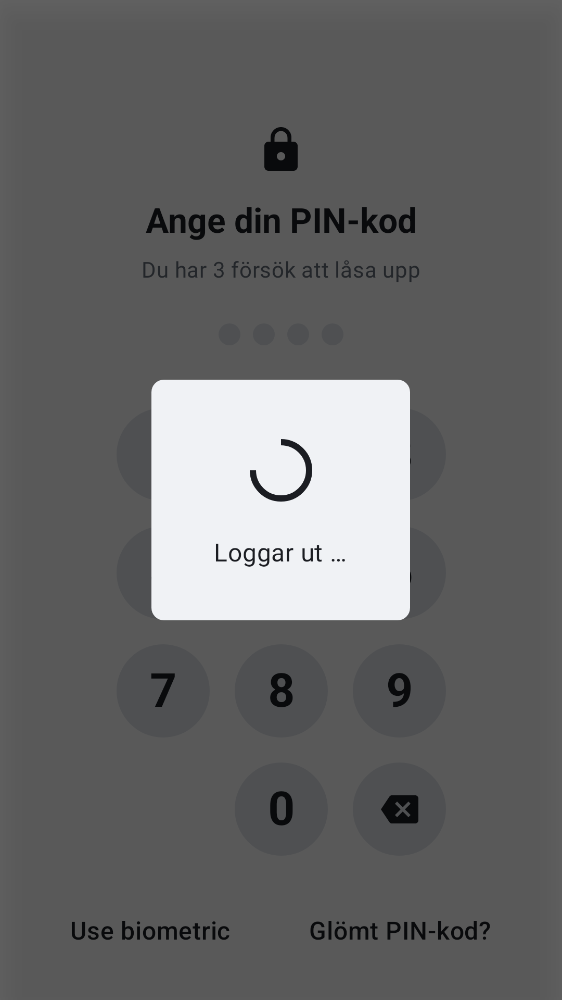 Ange din PIN-kod
Du har 3 försök att låsa upp
Loggar ut …
7 8 9
0
Use biometric
Glömt PIN-kod?